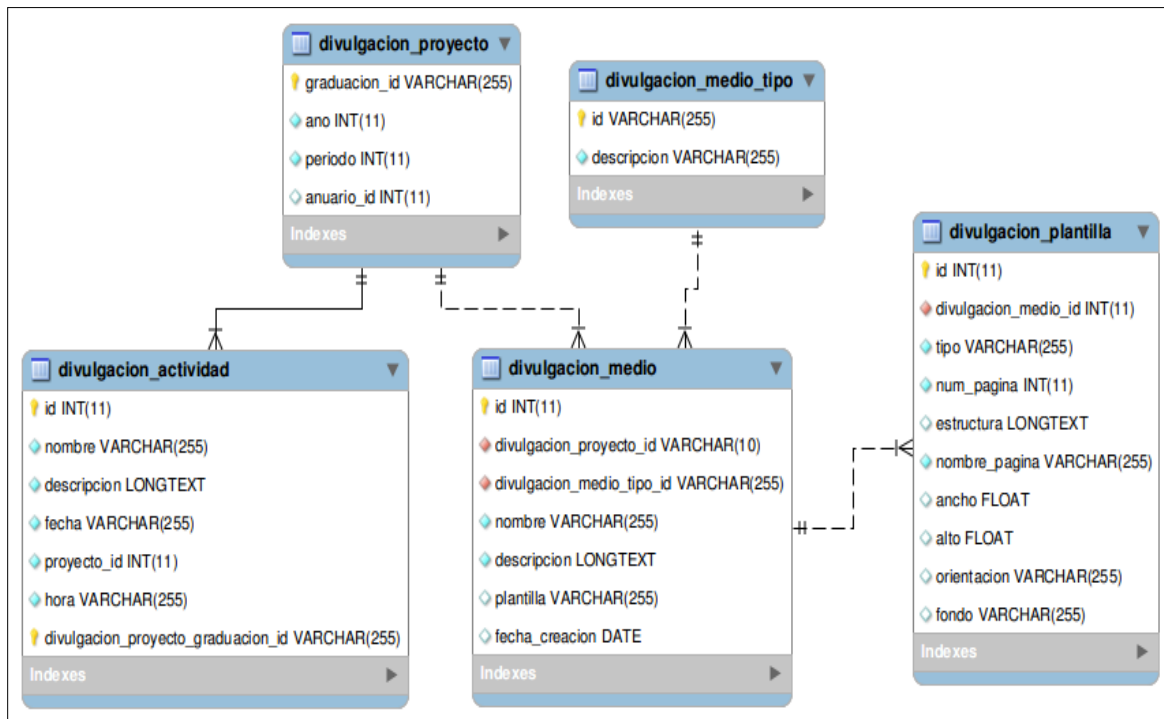 divulgacion_proyecto
graduacion_id VARCHAR(255)
ano INT(11)
periodo INT(11)
anuario_id INT(11)
Indexes
divulgacion_medio_tipo
id VARCHAR(255)
descripcion VARCHAR(255)
Indexes
divulgacion_plantilla
id INT(11)
divulgacion_medio_id INT(11)
tipo VARCHAR(255)
num_pagina INT(11)
estructura LONGTEXT
nombre_pagina VARCHAR(255)
ancho FLOAT
alto FLOAT
orientacion VARCHAR(255)
fondo VARCHAR(255)
Indexes
divulgacion_actividad
id INT(11)
nombre VARCHAR(255)
descripcion LONGTEXT
fecha VARCHAR(255)
proyecto_id INT(11)
hora VARCHAR(255)
divulgacion_proyecto_graduacion_id VARCHAR(255)
Indexes
divulgacion_medio
id INT(11)
divulgacion_proyecto_id VARCHAR(10)
divulgacion_medio_tipo_id VARCHAR(255)
nombre VARCHAR(255)
descripcion LONGTEXT
plantilla VARCHAR(255)
fecha_creacion DATE
Indexes